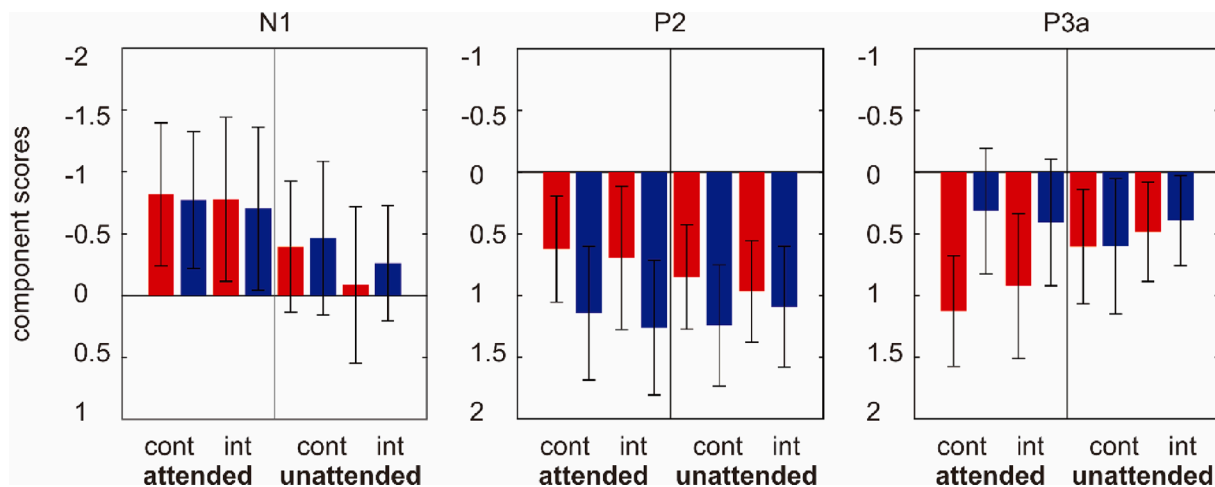 N1 P2 P3a
-2 -1 -1
-1.5 -0.5 -0.5
-1 0 0
-0.5 0.5 0.5
0 1 1
0.5 1.5 1.5
1 2 2
component scores
cont int cont int cont int cont int cont int cont int
attended unattended attended unattended attended unattended